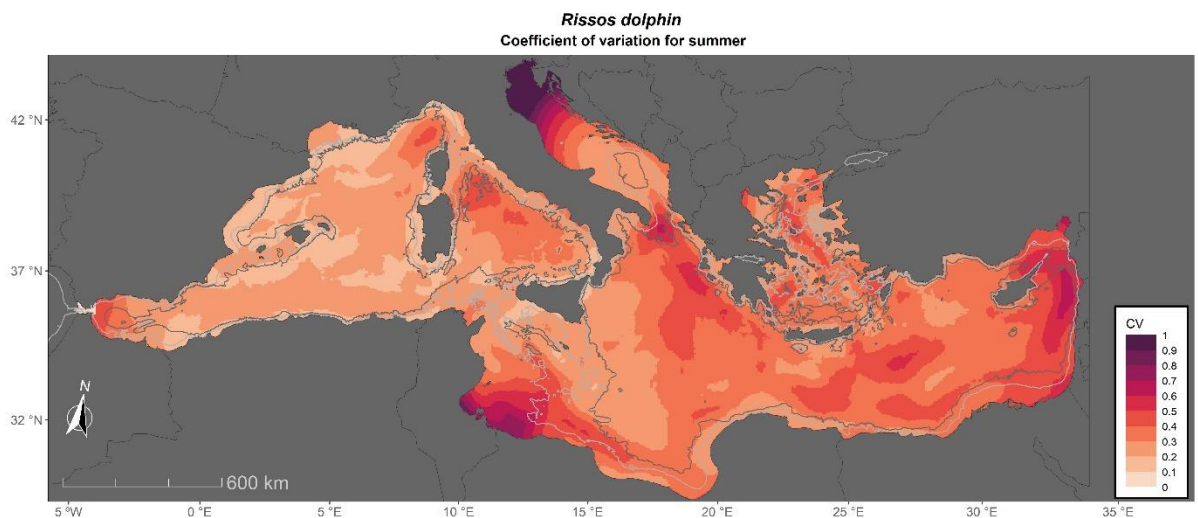 Rissos dolphin
Coefficient of variation for summer
42 °N
37 °N
32 °N
N
600 km
CV
1
0.9
0.8
0.7
0.6
0.5
0.4
0.3
0.2
0.1
0
5 °W
0 °E
5 °E
10 °E
15 °E
20 °E
25 °E
30 °E
35 °E